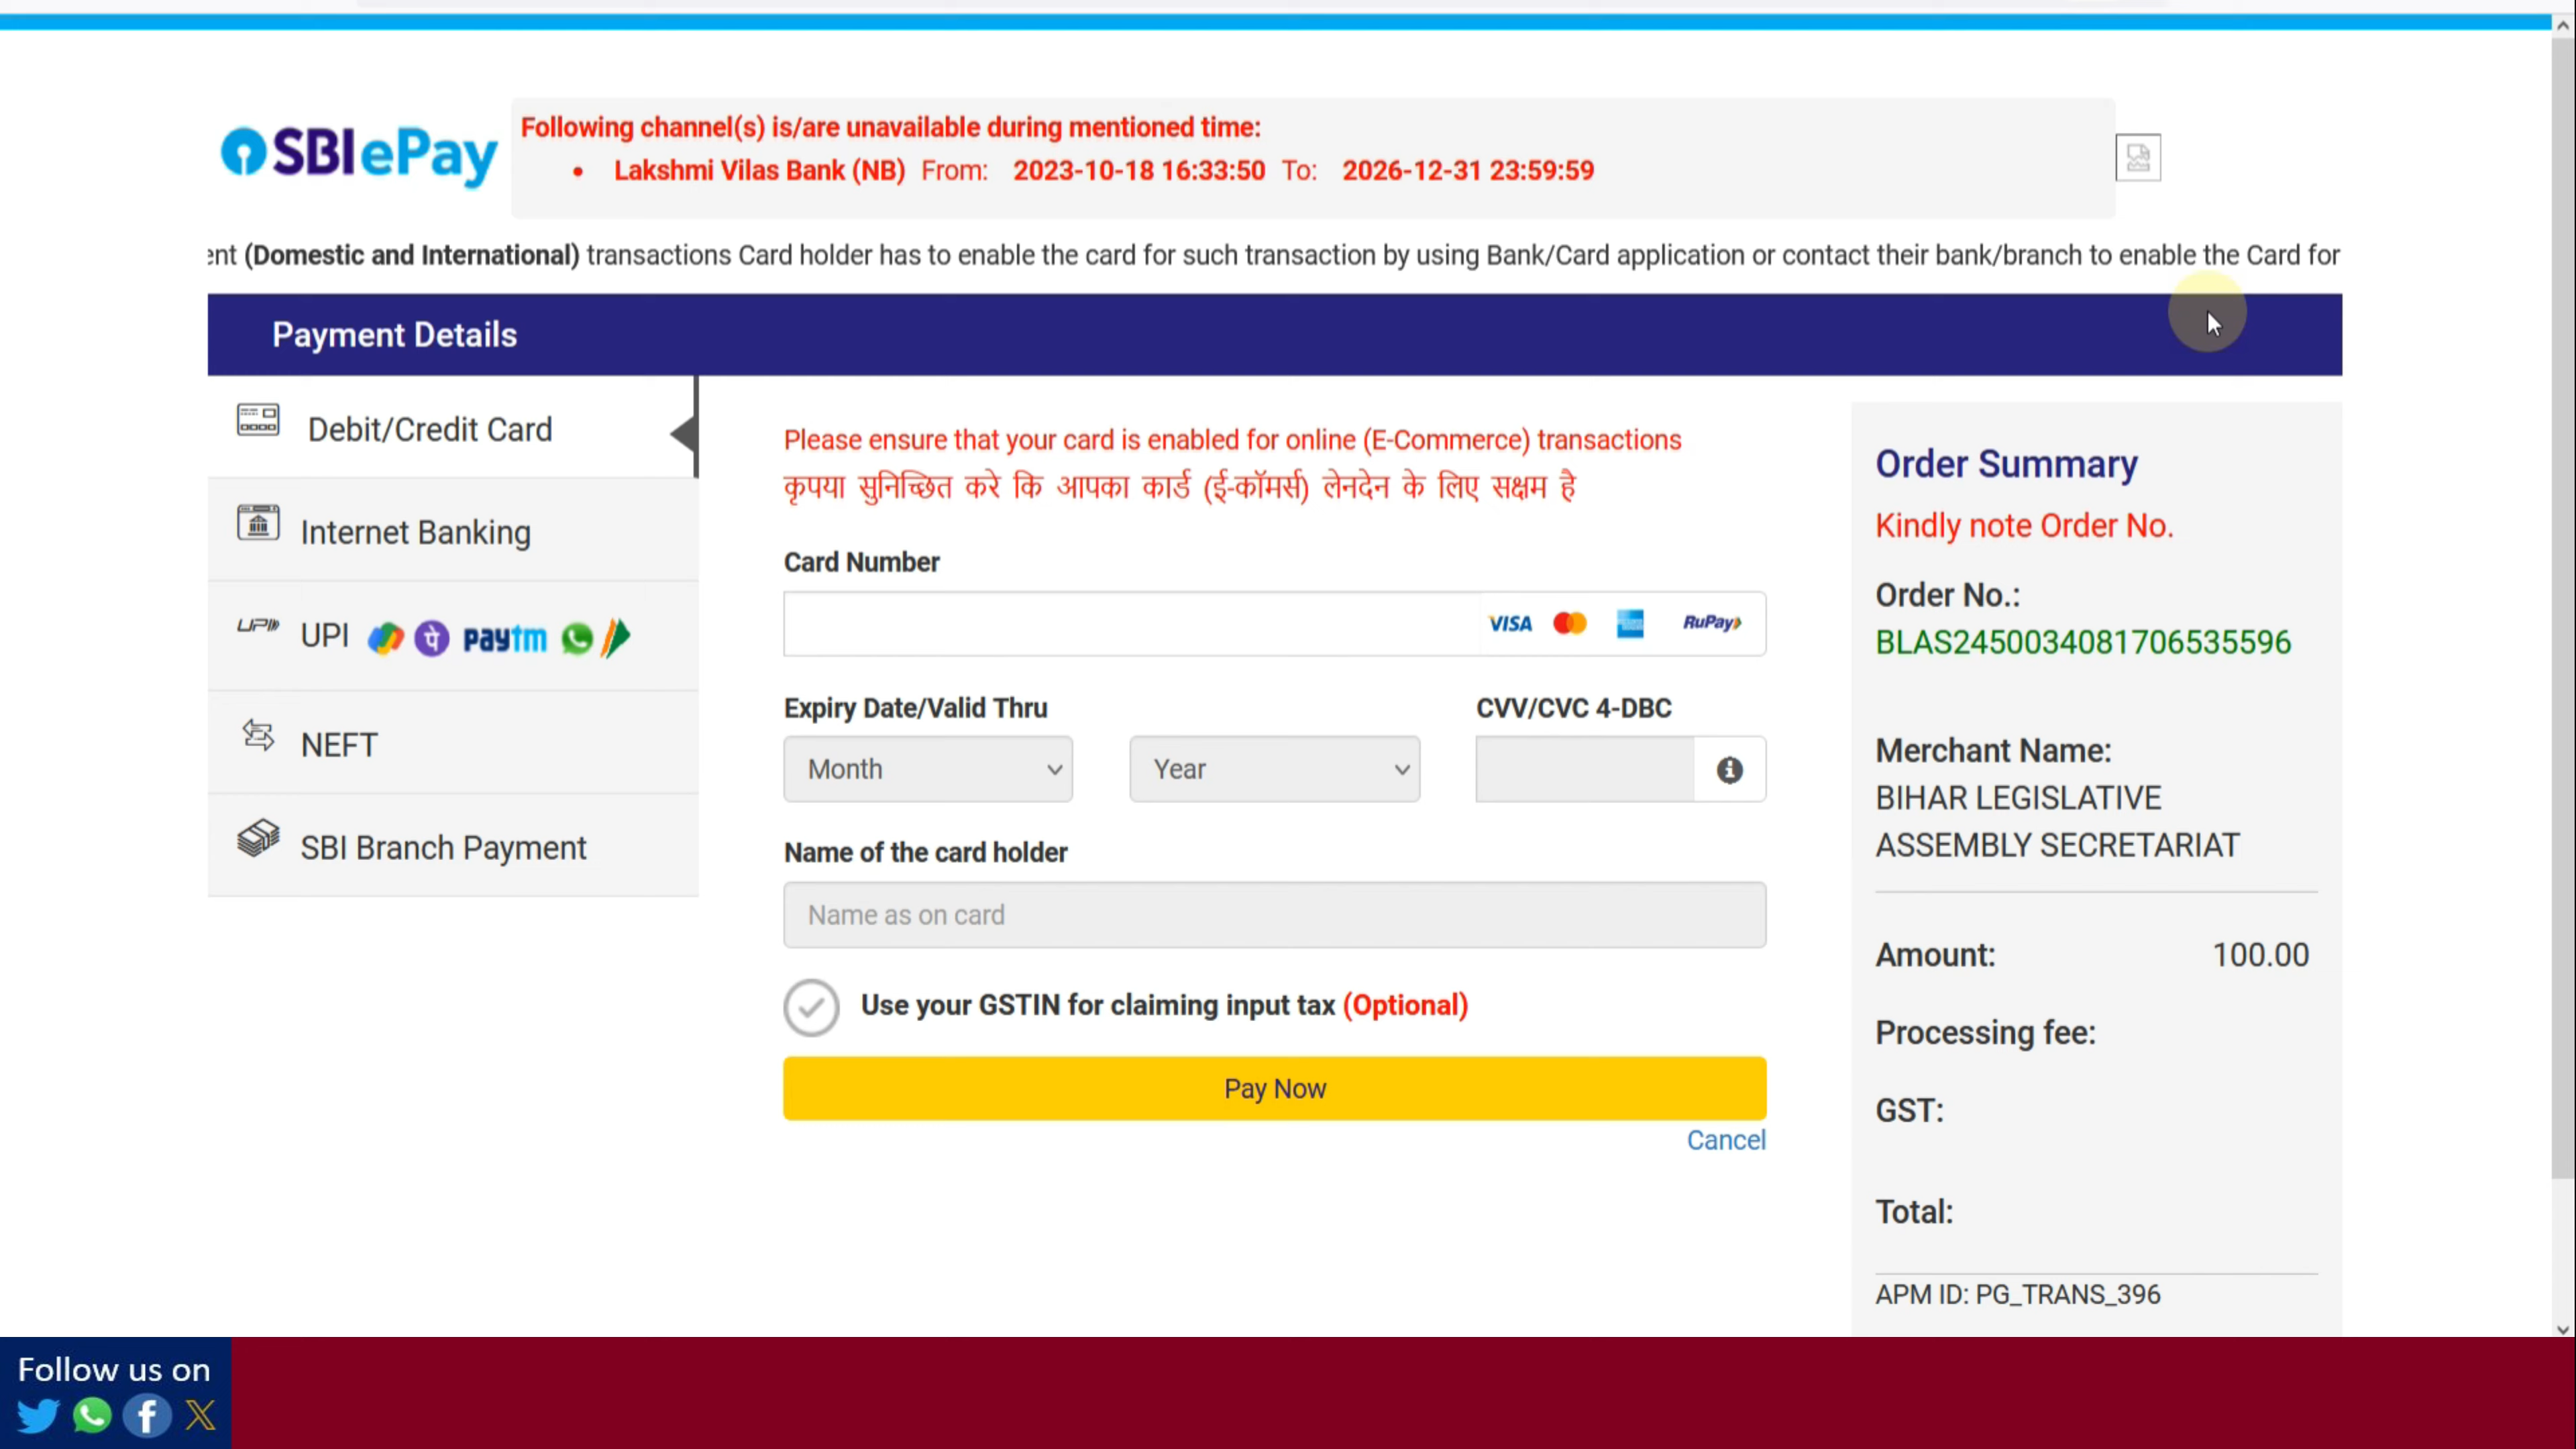 SBI ePay
Following channel(s) is/are unavailable during mentioned time:
• Lakshmi Vilas Bank (NB) From: 2023-10-18 16:33:50 To: 2026-12-31 23:59:59
ent (Domestic and International) transactions Card holder has to enable the card for such transaction by using Bank/Card application or contact their bank/branch to enable the Card for
Payment Details
Debit/Credit Card
Internet Banking
UPI UPI पे paytm
NEFT
SBI Branch Payment
Please ensure that your card is enabled for online (E-Commerce) transactions
कृपया सुनिच्छित करे कि आपका कार्ड (ई-कॉमर्स) लेनदेन के लिए सक्षम है
Card Number
VISA RuPay
Expiry Date/Valid Thru CVV/CVC 4-DBC
Month Year
Name of the card holder
Name as on card
Use your GSTIN for claiming input tax (Optional)
Pay Now
Cancel
Order Summary
Kindly note Order No.
Order No.:
BLAS2450034081706535596
Merchant Name:
BIHAR LEGISLATIVE
ASSEMBLY SECRETARIAT
Amount: 100.00
Processing fee:
GST:
Total:
APM ID: PG_TRANS_396
Follow us on